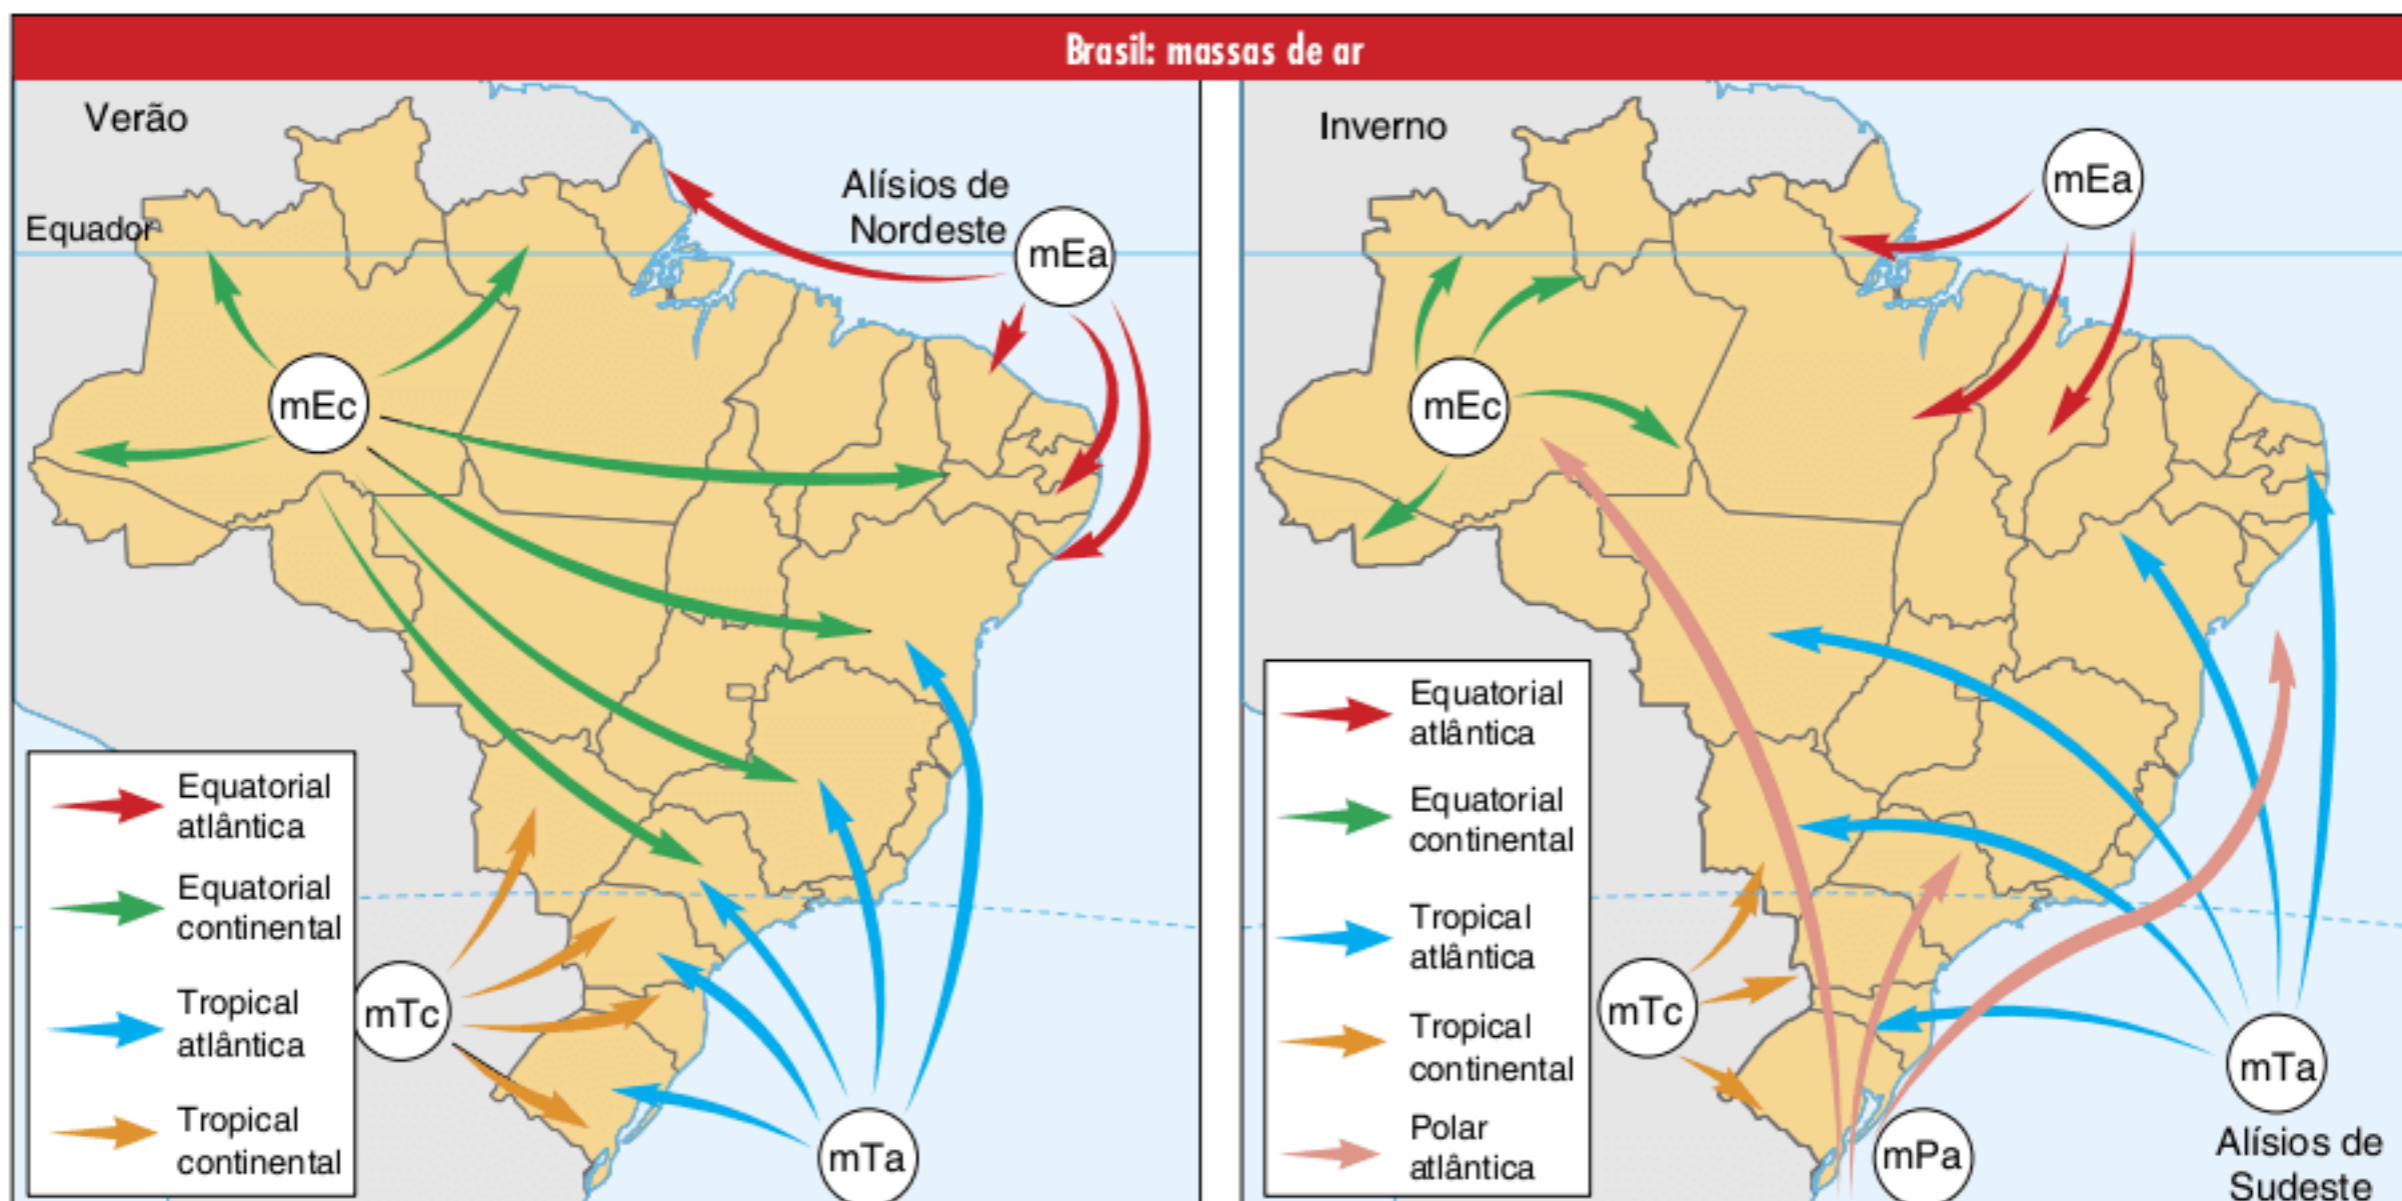 Brasil: massas de ar
Verão
Equador
Alísios de
Nordeste
mEa
mEc
mTc
mTa
Equatorial
atlântica
Equatorial
continental
Tropical
atlântica
Tropical
continental
Inverno
mEa
mEc
mTc
mPa
mTa
Alísios de
Sudeste
Equatorial
atlântica
Equatorial
continental
Tropical
atlântica
Tropical
continental
Polar
atlântica